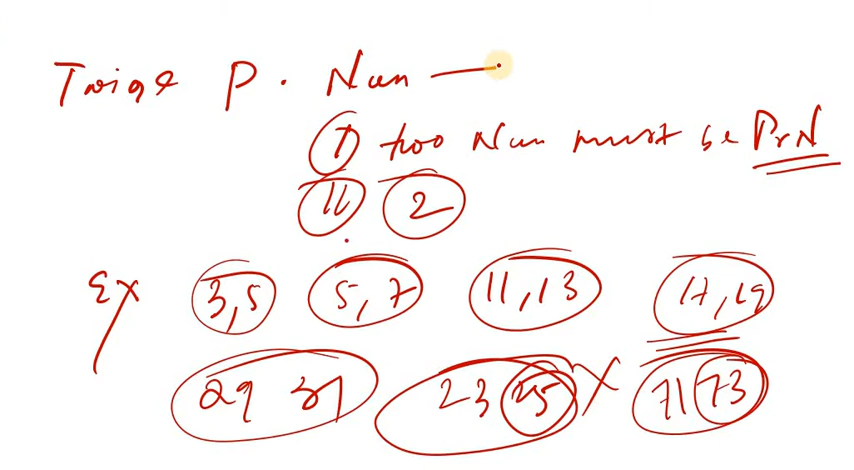 Twige P. Num —
① two Num must be PrN
⑪ ②
Ex 3,5 5,7 11,13 17,19
29 31 23 25 X 71 73